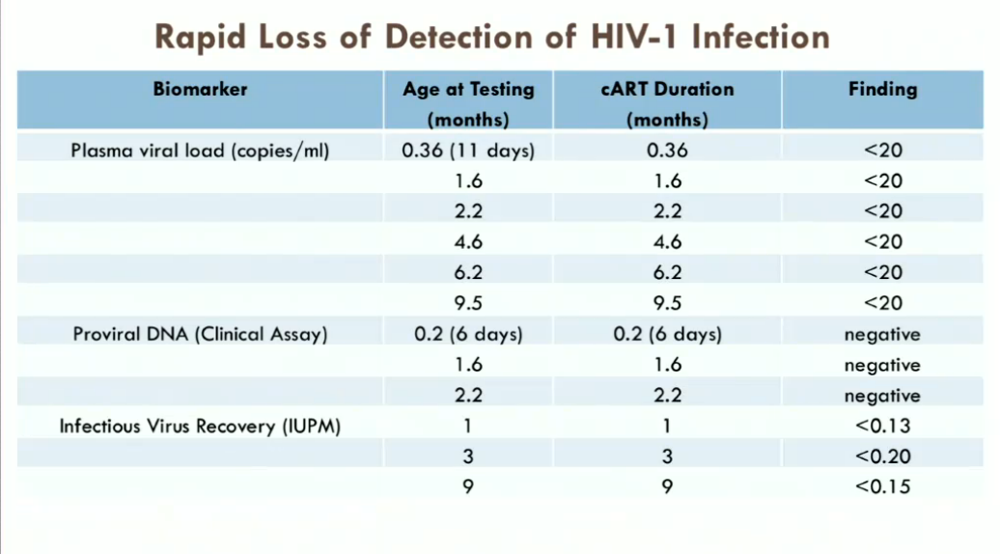 Rapid Loss of Detection of HIV-1 Infection
Biomarker Age at Testing (months) cART Duration (months) Finding
Plasma viral load (copies/ml) 0.36 (11 days) 0.36 <20
1.6 1.6 <20
2.2 2.2 <20
4.6 4.6 <20
6.2 6.2 <20
9.5 9.5 <20
Proviral DNA (Clinical Assay) 0.2 (6 days) 0.2 (6 days) negative
1.6 1.6 negative
2.2 2.2 negative
Infectious Virus Recovery (IUPM) 1 1 <0.13
3 3 <0.20
9 9 <0.15